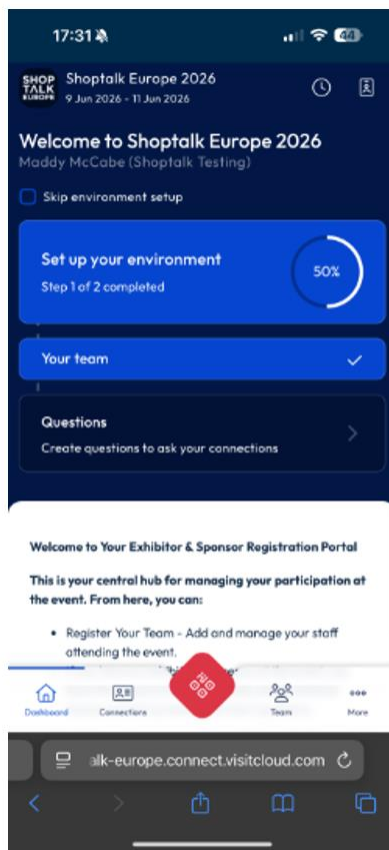 17:31
44
SHOP
TALK
EUROPE
Shoptalk Europe 2026
9 Jun 2026 - 11 Jun 2026
Welcome to Shoptalk Europe 2026
Maddy McCabe (Shoptalk Testing)
Skip environment setup
Set up your environment
Step 1 of 2 completed
50%
Your team
Questions
Create questions to ask your connections
Welcome to Your Exhibitor & Sponsor Registration Portal
This is your central hub for managing your participation at
the event. From here, you can:
• Register Your Team - Add and manage your staff
attending the event.
Dashboard
Connections
Team
More
alk-europe.connect.visitcloud.com